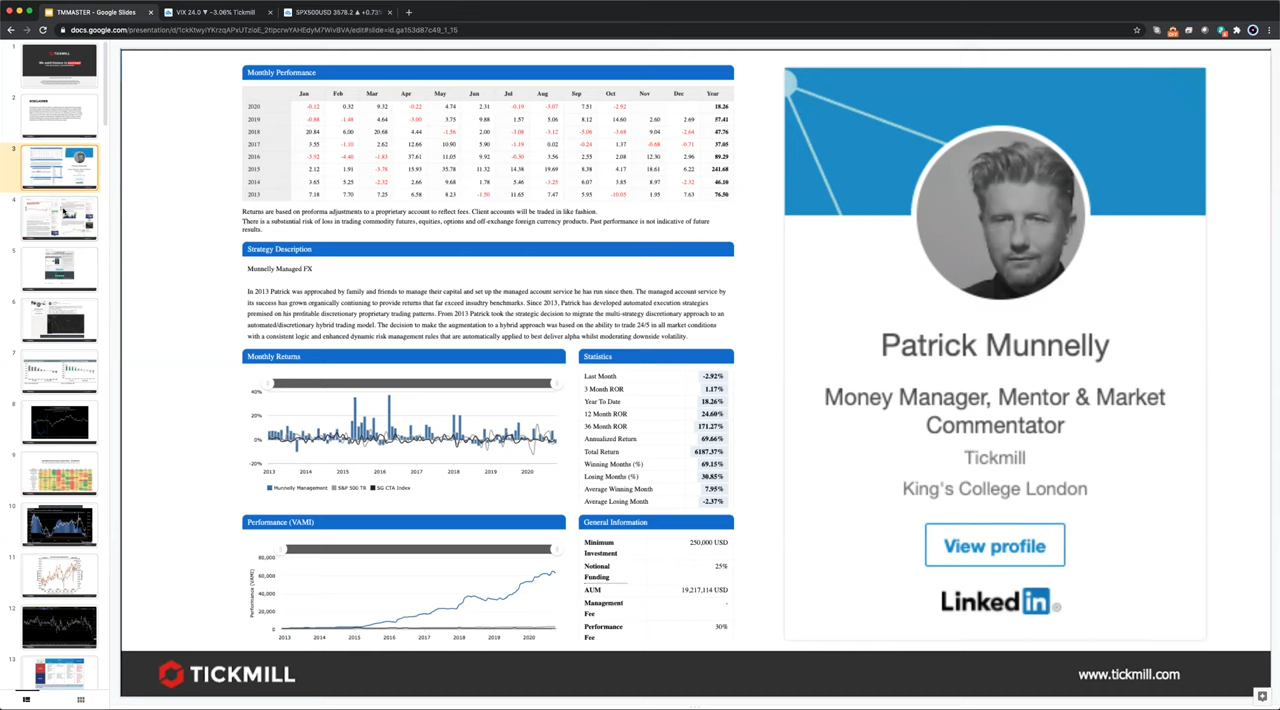 TMMASTER - Google Slides
VIX 24.0 ▼ −3.06% Tickmill
SPX500USD 3578.2 ▲ +0.73%
Monthly Performance
Jan Feb Mar Apr May Jun Jul Aug Sep Oct Nov Dec Year
2020 -0.12 0.32 9.32 -0.22 4.74 2.31 -0.19 -3.07 7.51 -2.92 18.26
2019 -0.88 -1.48 4.64 -3.00 3.75 9.88 1.57 5.06 8.12 14.60 2.60 2.69 57.41
2018 20.84 6.00 20.68 4.44 -1.56 2.00 -3.08 -3.12 -5.06 -3.68 9.04 -2.64 47.76
2017 3.55 -1.10 2.62 12.66 10.90 5.90 -1.19 0.02 -0.24 1.37 -0.68 -0.71 37.05
2016 -3.92 -4.40 -1.83 37.61 11.05 9.92 -0.30 3.56 2.55 2.08 12.30 2.96 89.29
2015 2.12 1.91 -3.78 15.93 35.78 11.52 14.38 19.69 8.38 4.17 18.61 6.22 241.68
2014 3.65 5.25 -2.32 2.66 9.68 1.78 5.46 -3.25 6.07 3.85 8.97 -2.32 46.10
2013 7.18 7.70 7.25 6.58 8.23 -1.50 11.65 7.47 5.95 -10.05 1.95 7.63 76.50
Returns are based on proforma adjustments to a proprietary account to reflect fees. Client accounts will be traded in like fashion.
There is a substantial risk of loss in trading commodity futures, equities, options and off-exchange foreign currency products. Past performance is not indicative of future
results.
Strategy Description
Munnelly Managed FX
In 2013 Patrick was approcahed by family and friends to manage their capital and set up the managed account service he has run since then. The managed account service by
its success has grown organically contiuning to provide returns that far exceed insudtry benchmarks. Since 2013, Patrick has developed automated execution strategies
premised on his profitable discretionary proprietary trading patterns. From 2013 Patrick took the strategic decision to migrate the multi-strategy discretionary approach to an
automated/discretionary hybrid trading model. The decision to make the augmentation to a hybrid approach was based on the ability to trade 24/5 in all market conditions
with a consistent logic and enhanced dynamic risk management rules that are automatically applied to best deliver alpha whilst moderating downside volatility.
Monthly Returns
40%
20%
0%
-20%
2013 2014 2015 2016 2017 2018 2019 2020
Munnelly Management S&P 500 TR SG CTA Index
Statistics
Last Month -2.92%
3 Month ROR 1.17%
Year To Date 18.26%
12 Month ROR 24.60%
36 Month ROR 171.27%
Annualized Return 69.66%
Total Return 6187.37%
Winning Months (%) 69.15%
Losing Months (%) 30.85%
Average Winning Month 7.95%
Average Losing Month -2.37%
Performance (VAMI)
Performance (VAMI)
80,000
60,000
40,000
20,000
0
2013 2014 2015 2016 2017 2018 2019 2020
General Information
Minimum Investment 250,000 USD
Notional Funding 25%
AUM 19,217,114 USD
Management Fee -
Performance Fee 30%
Patrick Munnelly
Money Manager, Mentor & Market
Commentator
Tickmill
King's College London
View profile
LinkedIn
TICKMILL
www.tickmill.com
1
2
3
4
5
6
7
8
9
10
11
12
13